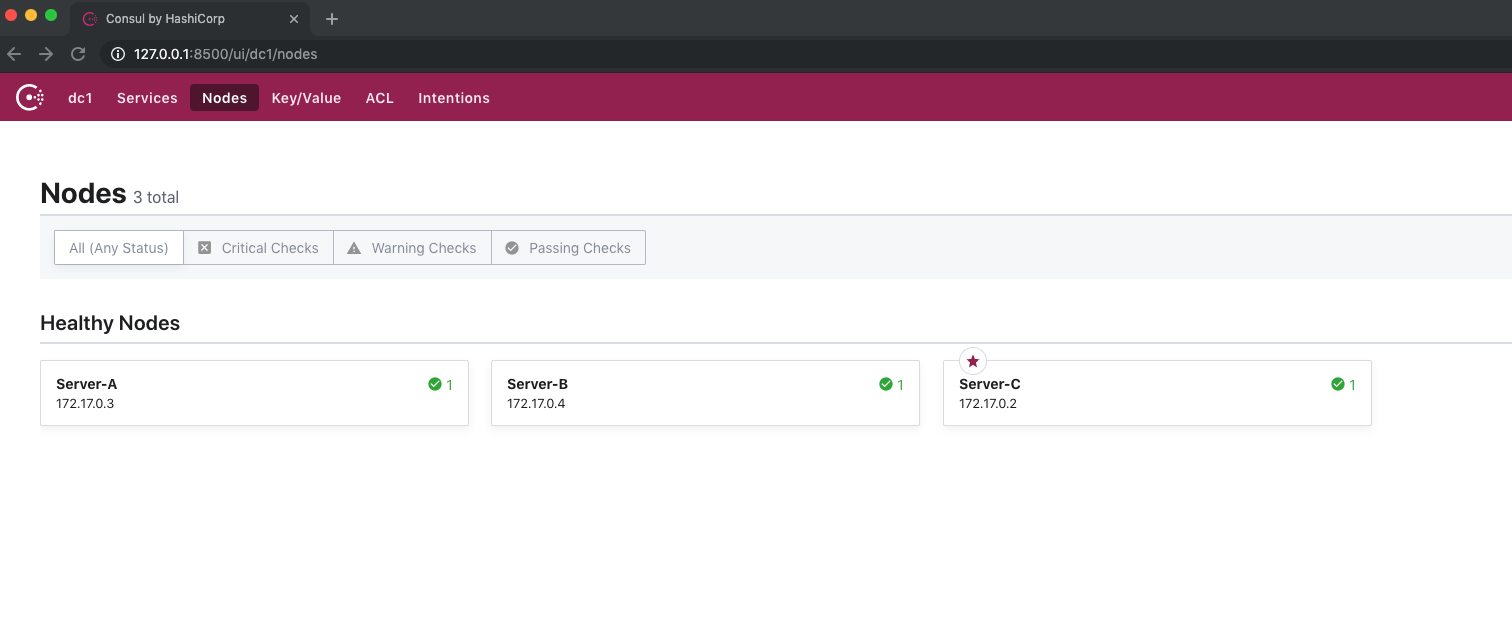 Consul by HashiCorp
127.0.0.1:8500/ui/dc1/nodes
dc1 Services Nodes Key/Value ACL Intentions
Nodes 3 total
All (Any Status) Critical Checks Warning Checks Passing Checks
Healthy Nodes
Server-A 1
172.17.0.3
Server-B 1
172.17.0.4
Server-C 1
172.17.0.2